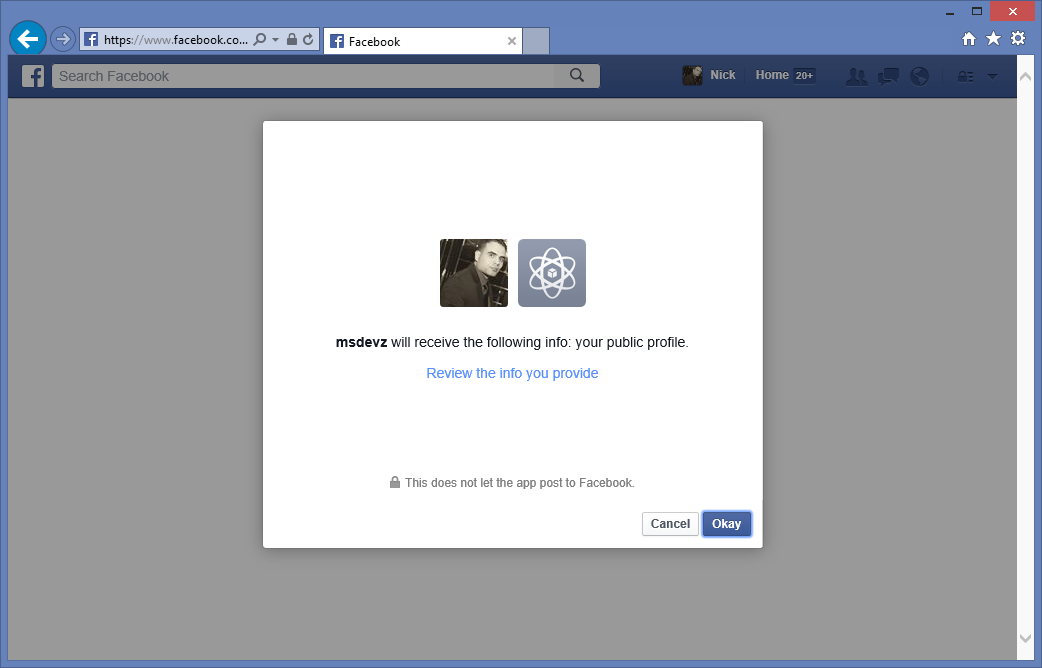 https://www.facebook.co...
Facebook
Search Facebook
Nick
Home 20+
msdevz will receive the following info: your public profile.
Review the info you provide
This does not let the app post to Facebook.
Cancel Okay